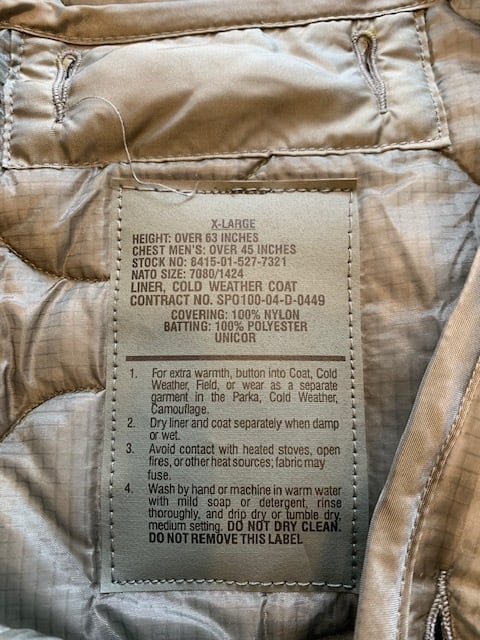 X-LARGE
HEIGHT: OVER 63 INCHES
CHEST MEN'S: OVER 45 INCHES
STOCK NO: 8415-01-527-7321
NATO SIZE: 7080/1424
LINER, COLD WEATHER COAT
CONTRACT NO. SPO100-04-D-0449
COVERING: 100% NYLON
BATTING: 100% POLYESTER
UNICOR
1. For extra warmth, button into Coat, Cold
Weather, Field, or wear as a separate
garment in the Parka, Cold Weather,
Camouflage.
2. Dry liner and coat separately when damp
or wet.
3. Avoid contact with heated stoves, open
fires, or other heat sources; fabric may
fuse.
4. Wash by hand or machine in warm water
with mild soap or detergent, rinse
thoroughly, and drip dry or tumble dry,
medium setting. DO NOT DRY CLEAN.
DO NOT REMOVE THIS LABEL